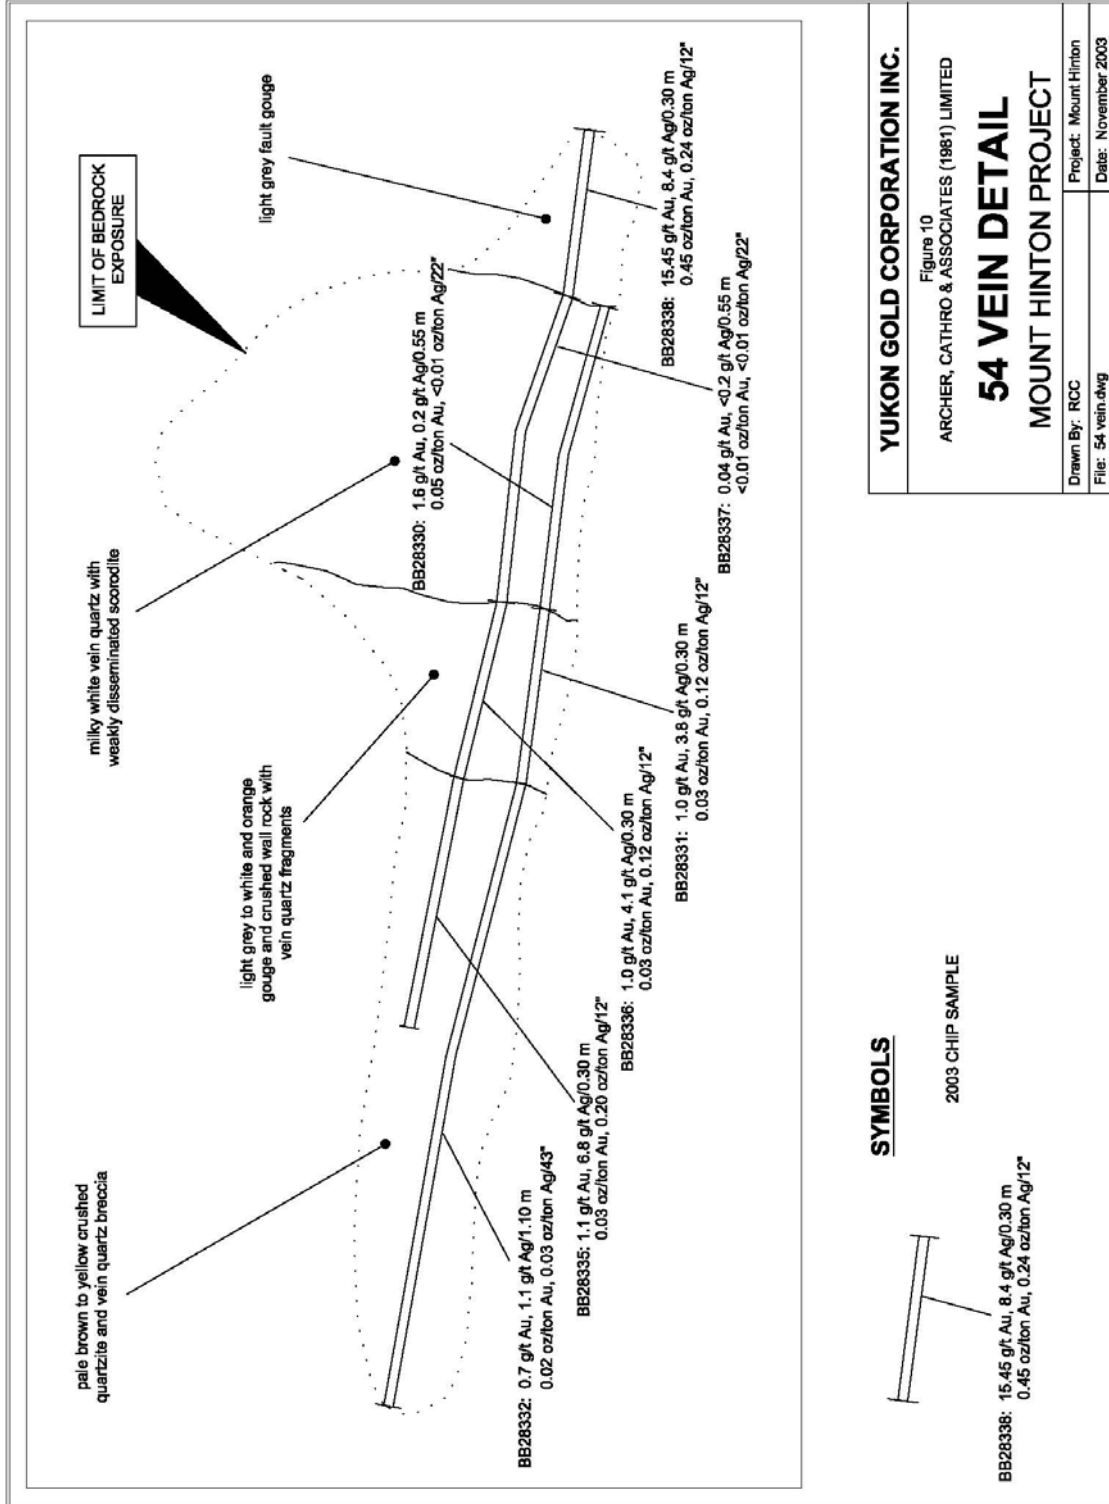 LIMIT OF BEDROCK
EXPOSURE
light grey fault gouge
milky white vein quartz with
weakly disseminated scorodite
light grey to white and orange
gouge and crushed wall rock with
vein quartz fragments
pale brown to yellow crushed
quartzite and vein quartz breccia
BB28332: 0.7 g/t Au, 1.1 g/t Ag/1.10 m
0.02 oz/ton Au, 0.03 oz/ton Ag/43"
BB28335: 1.1 g/t Au, 6.8 g/t Ag/0.30 m
0.03 oz/ton Au, 0.20 oz/ton Ag/12"
BB28336: 1.0 g/t Au, 4.1 g/t Ag/0.30 m
0.03 oz/ton Au, 0.12 oz/ton Ag/12"
BB28331: 1.0 g/t Au, 3.8 g/t Ag/0.30 m
0.03 oz/ton Au, 0.12 oz/ton Ag/12"
BB28330: 1.6 g/t Au, 0.2 g/t Ag/0.55 m
0.05 oz/ton Au, <0.01 oz/ton Ag/22"
BB28337: 0.04 g/t Au, <0.2 g/t Ag/0.55 m
<0.01 oz/ton Au, <0.01 oz/ton Ag/22"
BB28338: 15.45 g/t Au, 8.4 g/t Ag/0.30 m
0.45 oz/ton Au, 0.24 oz/ton Ag/12"
SYMBOLS
2003 CHIP SAMPLE
BB28338: 15.45 g/t Au, 8.4 g/t Ag/0.30 m
0.45 oz/ton Au, 0.24 oz/ton Ag/12"
YUKON GOLD CORPORATION INC.
Figure 10
ARCHER, CATHRO & ASSOCIATES (1981) LIMITED
54 VEIN DETAIL
MOUNT HINTON PROJECT
Drawn By: RCC
Project: Mount Hinton
File: 54 vein.dwg
Date: November 2003